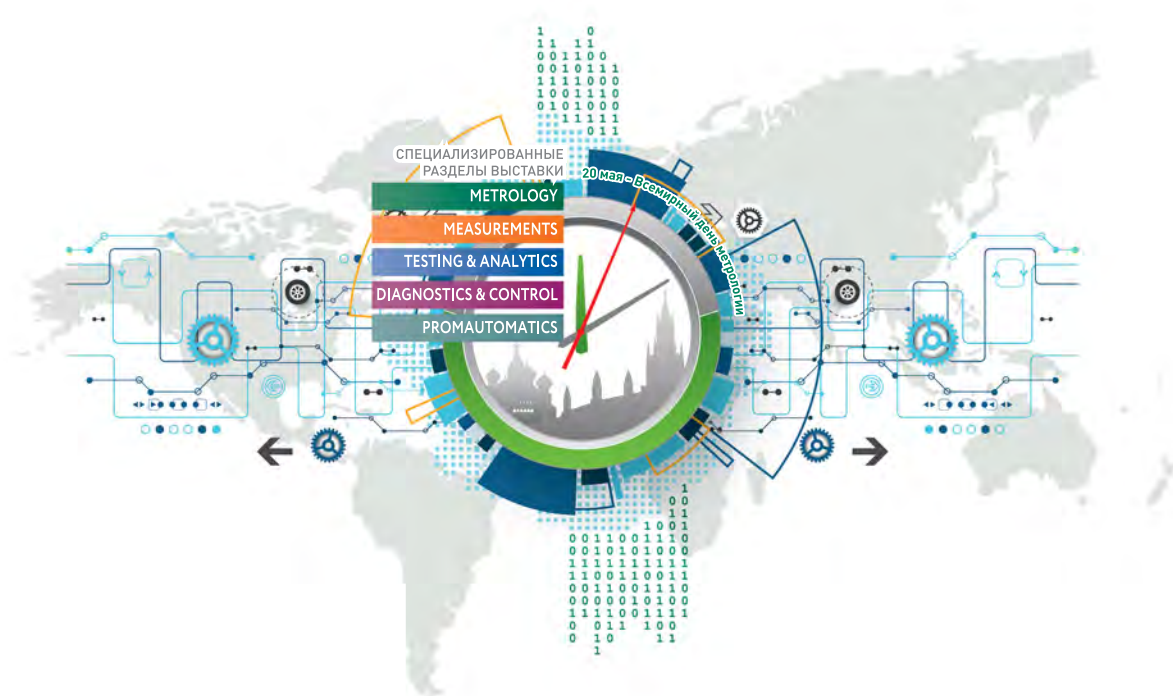 СПЕЦИАЛИЗИРОВАННЫЕ
РАЗДЕЛЫ ВЫСТАВКИ
METROLOGY
MEASUREMENTS
TESTING & ANALYTICS
DIAGNOSTICS & CONTROL
PROMAUTOMATICS
20 мая - Всемирный день метрологии